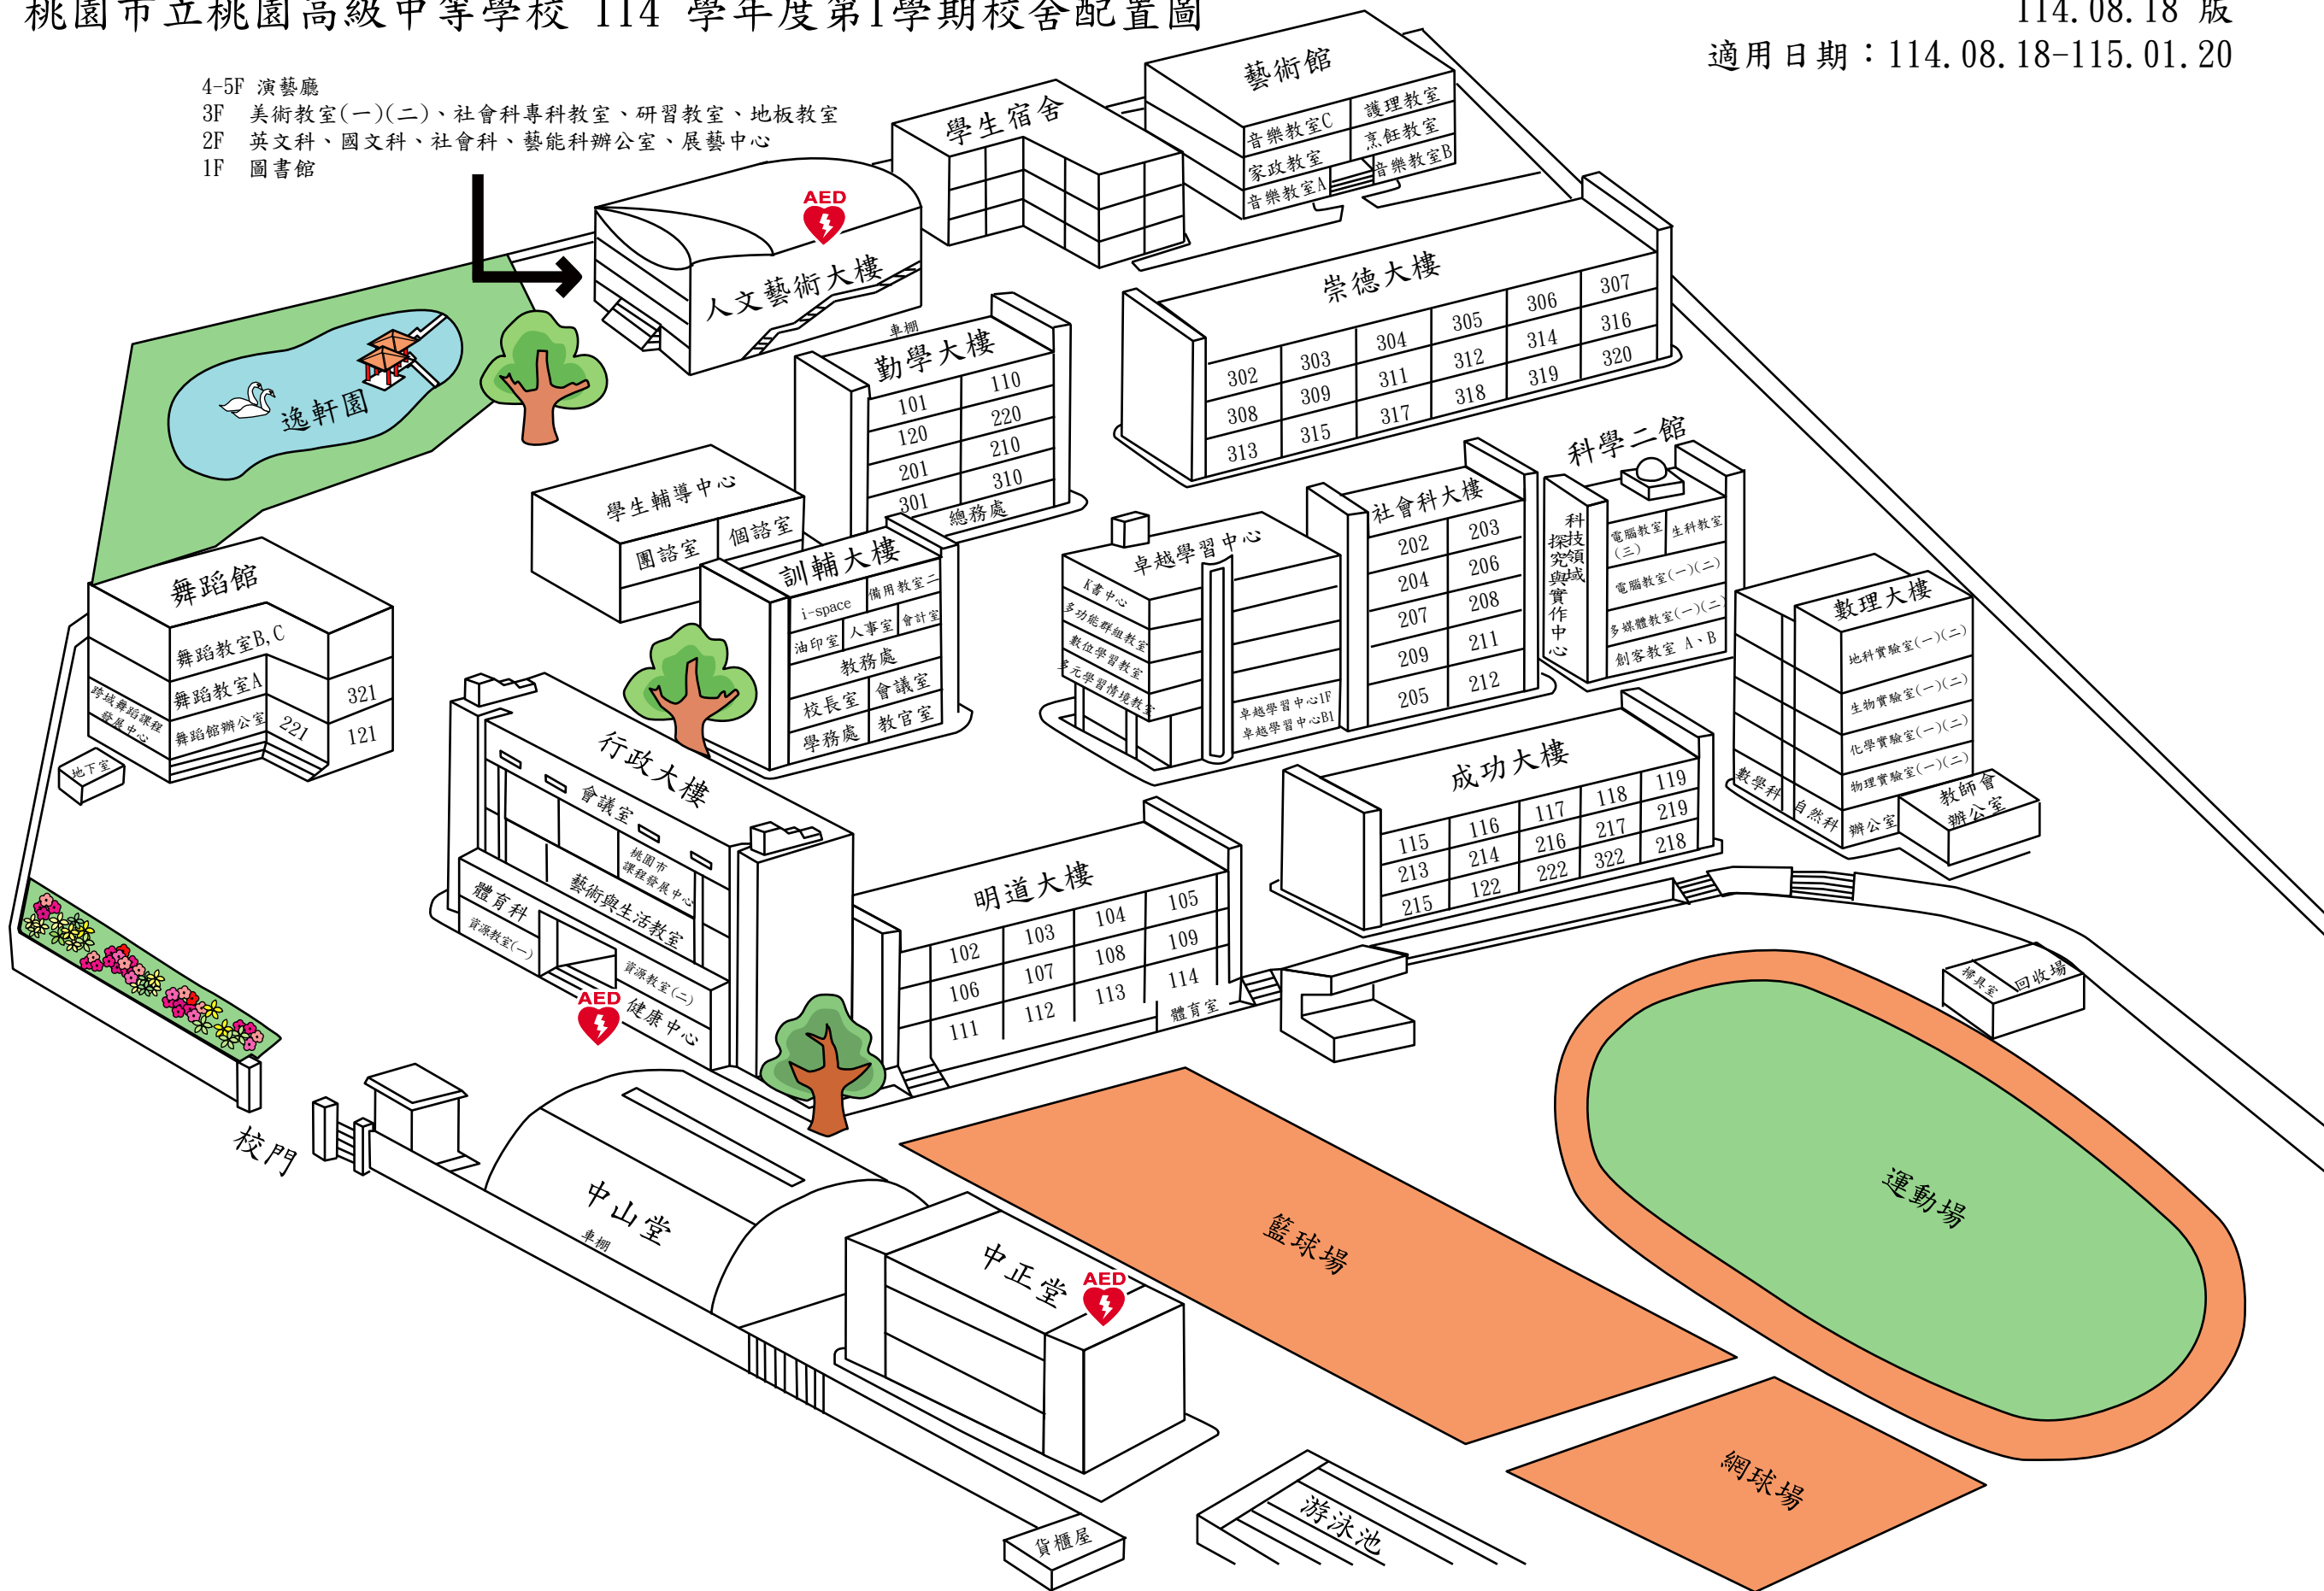 桃園市立桃園高級中等學校 114 學年度第1學期校舍配置圖
114.08.18 版
適用日期：114.08.18-115.01.20
4-5F 演藝廳
3F 美術教室(一)(二)、社會科專科教室、研習教室、地板教室
2F 英文科、國文科、社會科、藝能科辦公室、展藝中心
1F 圖書館
藝術館
音樂教室C 護理教室
家政教室 烹飪教室
音樂教室A 音樂教室B
學生宿舍
AED
人文藝術大樓
車棚
逸軒園
崇德大樓
302 303 304 305 306 307
308 309 311 312 314 316
313 315 317 318 319 320
勤學大樓
101 110
120 220
201 210
301 310
總務處
學生輔導中心
團諮室 個諮室
訓輔大樓
i-space 備用教室二
油印室 人事室 會計室
教務處
校長室 會議室
學務處 教官室
卓越學習中心
K書中心
多功能群組教室
數位學習教室
多元學習情境教室
卓越學習中心1F
卓越學習中心B1
社會科大樓
202 203
204 206
207 208
209 211
205 212
科學二館
科技領域
探究與實作中心
電腦教室
(三)
生科教室
電腦教室(一)(二)
多媒體教室(一)(二)
創客教室 A、B
數理大樓
地科實驗室(一)(二)
生物實驗室(一)(二)
化學實驗室(一)(二)
物理實驗室(一)(二)
數學科 自然科 辦公室
教師會
辦公室
舞蹈館
舞蹈教室B,C
舞蹈教室A
舞蹈館辦公室
跨域舞蹈課程
發展中心
221
321
121
地下室
行政大樓
會議室
桃園市
課程發展中心
藝術與生活教室
體育科
資源教室(一)
資源教室(二)
健康中心
AED
明道大樓
102 103 104 105
106 107 108 109
111 112 113 114
體育室
成功大樓
115 116 117 118 119
213 214 216 217 219
215 122 222 322 218
掃具室 回收場
校門
中山堂
車棚
中正堂
AED
籃球場
運動場
網球場
游泳池
貨櫃屋